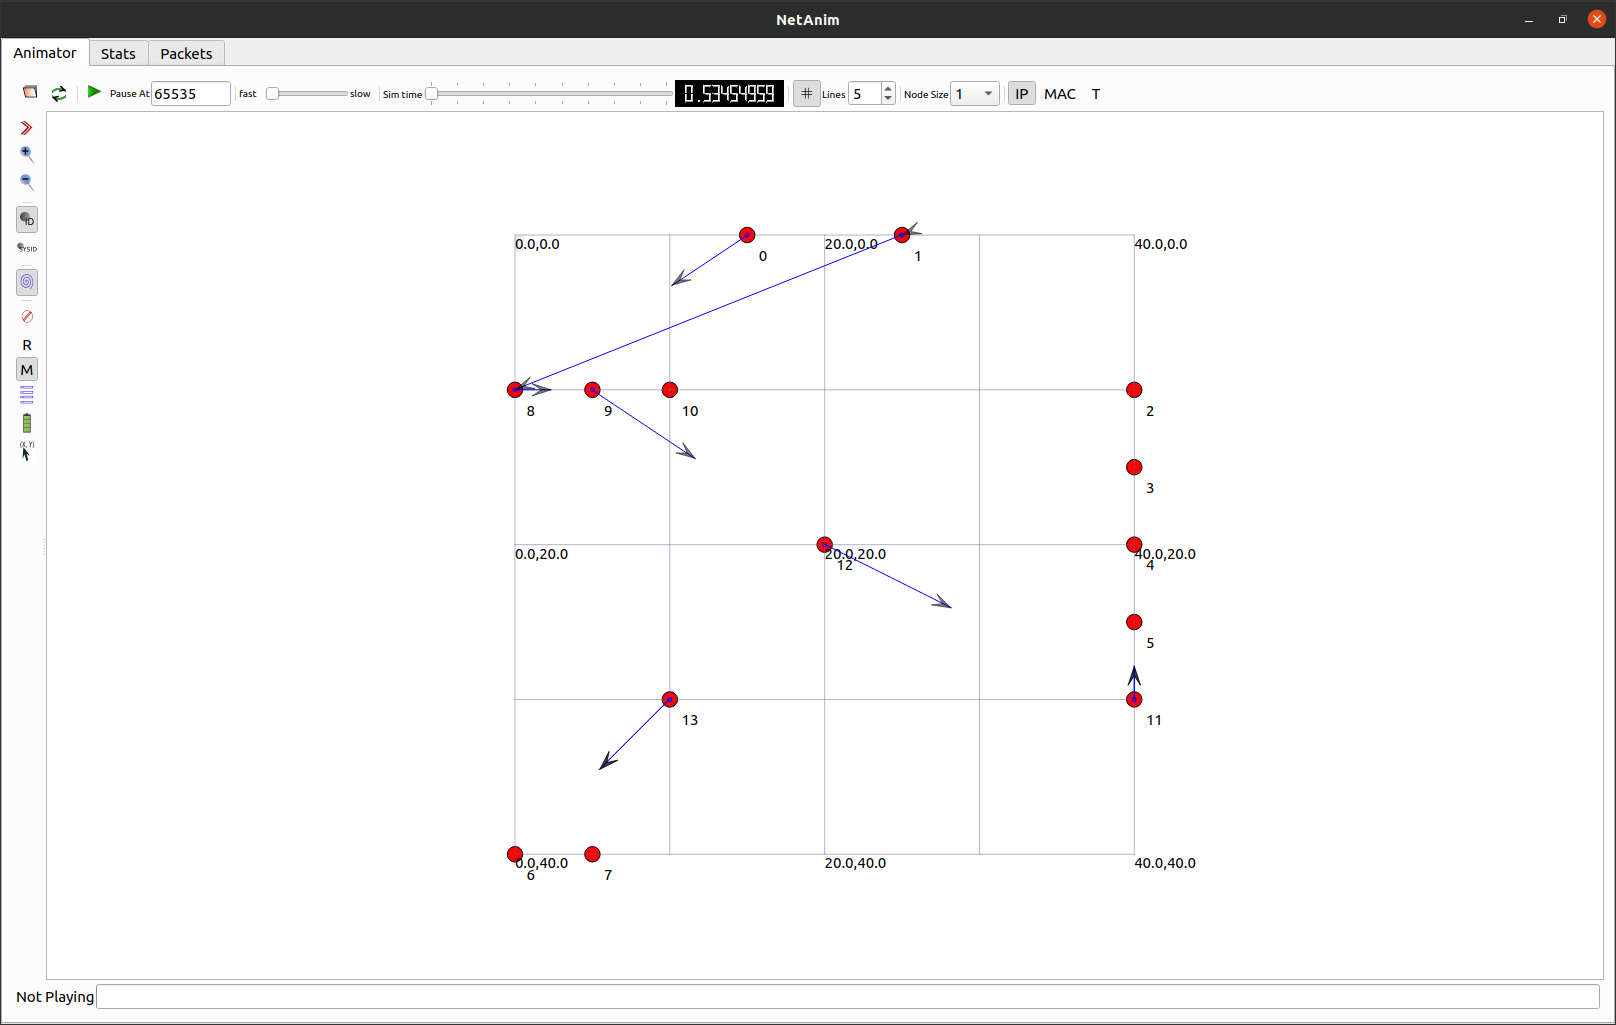 NetAnim
Animator Stats Packets
Pause At 65535 fast slow Sim time 0.53454959 # Lines 5 Node Size 1 IP MAC T
ID
SYSID
R
M
(X, Y)
0.0,0.0 20.0,0.0 40.0,0.0
0 1
8 9 10 2
3
0.0,20.0 20.0,20.0 40.0,20.0
12 4
5
13 11
0.0,40.0 20.0,40.0 40.0,40.0
6 7
Not Playing